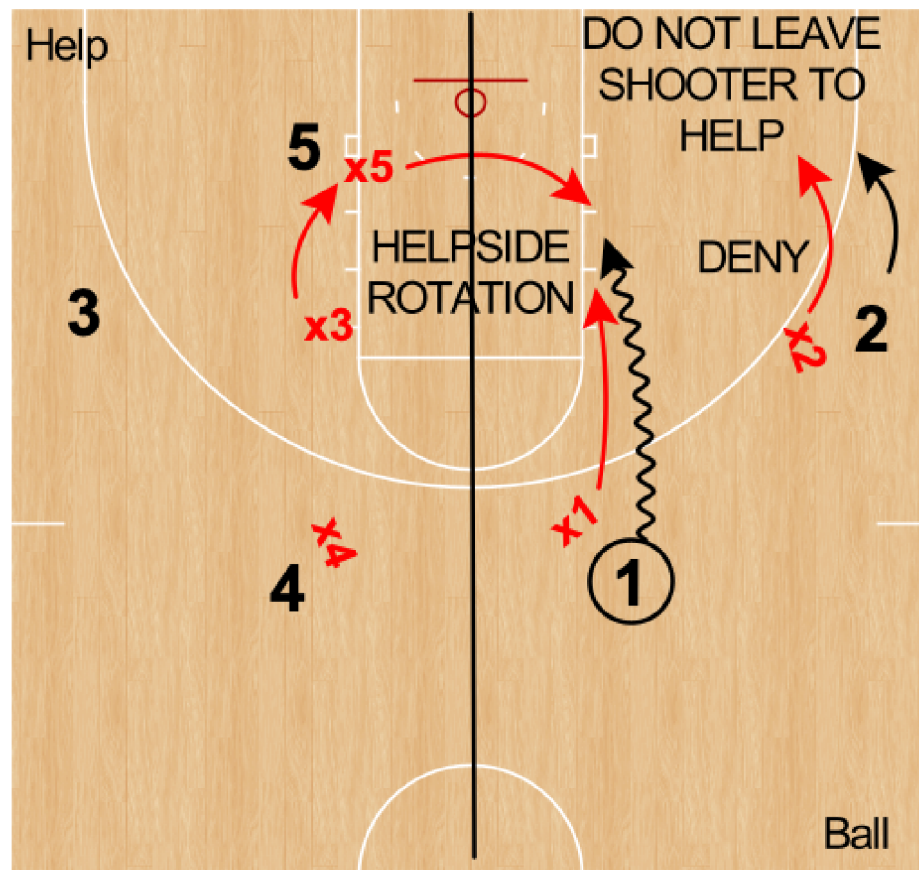 Help
DO NOT LEAVE
SHOOTER TO
HELP
5
x5
HELPSIDE
ROTATION
DENY
3
x3
x2
2
x4
x1
4
1
Ball